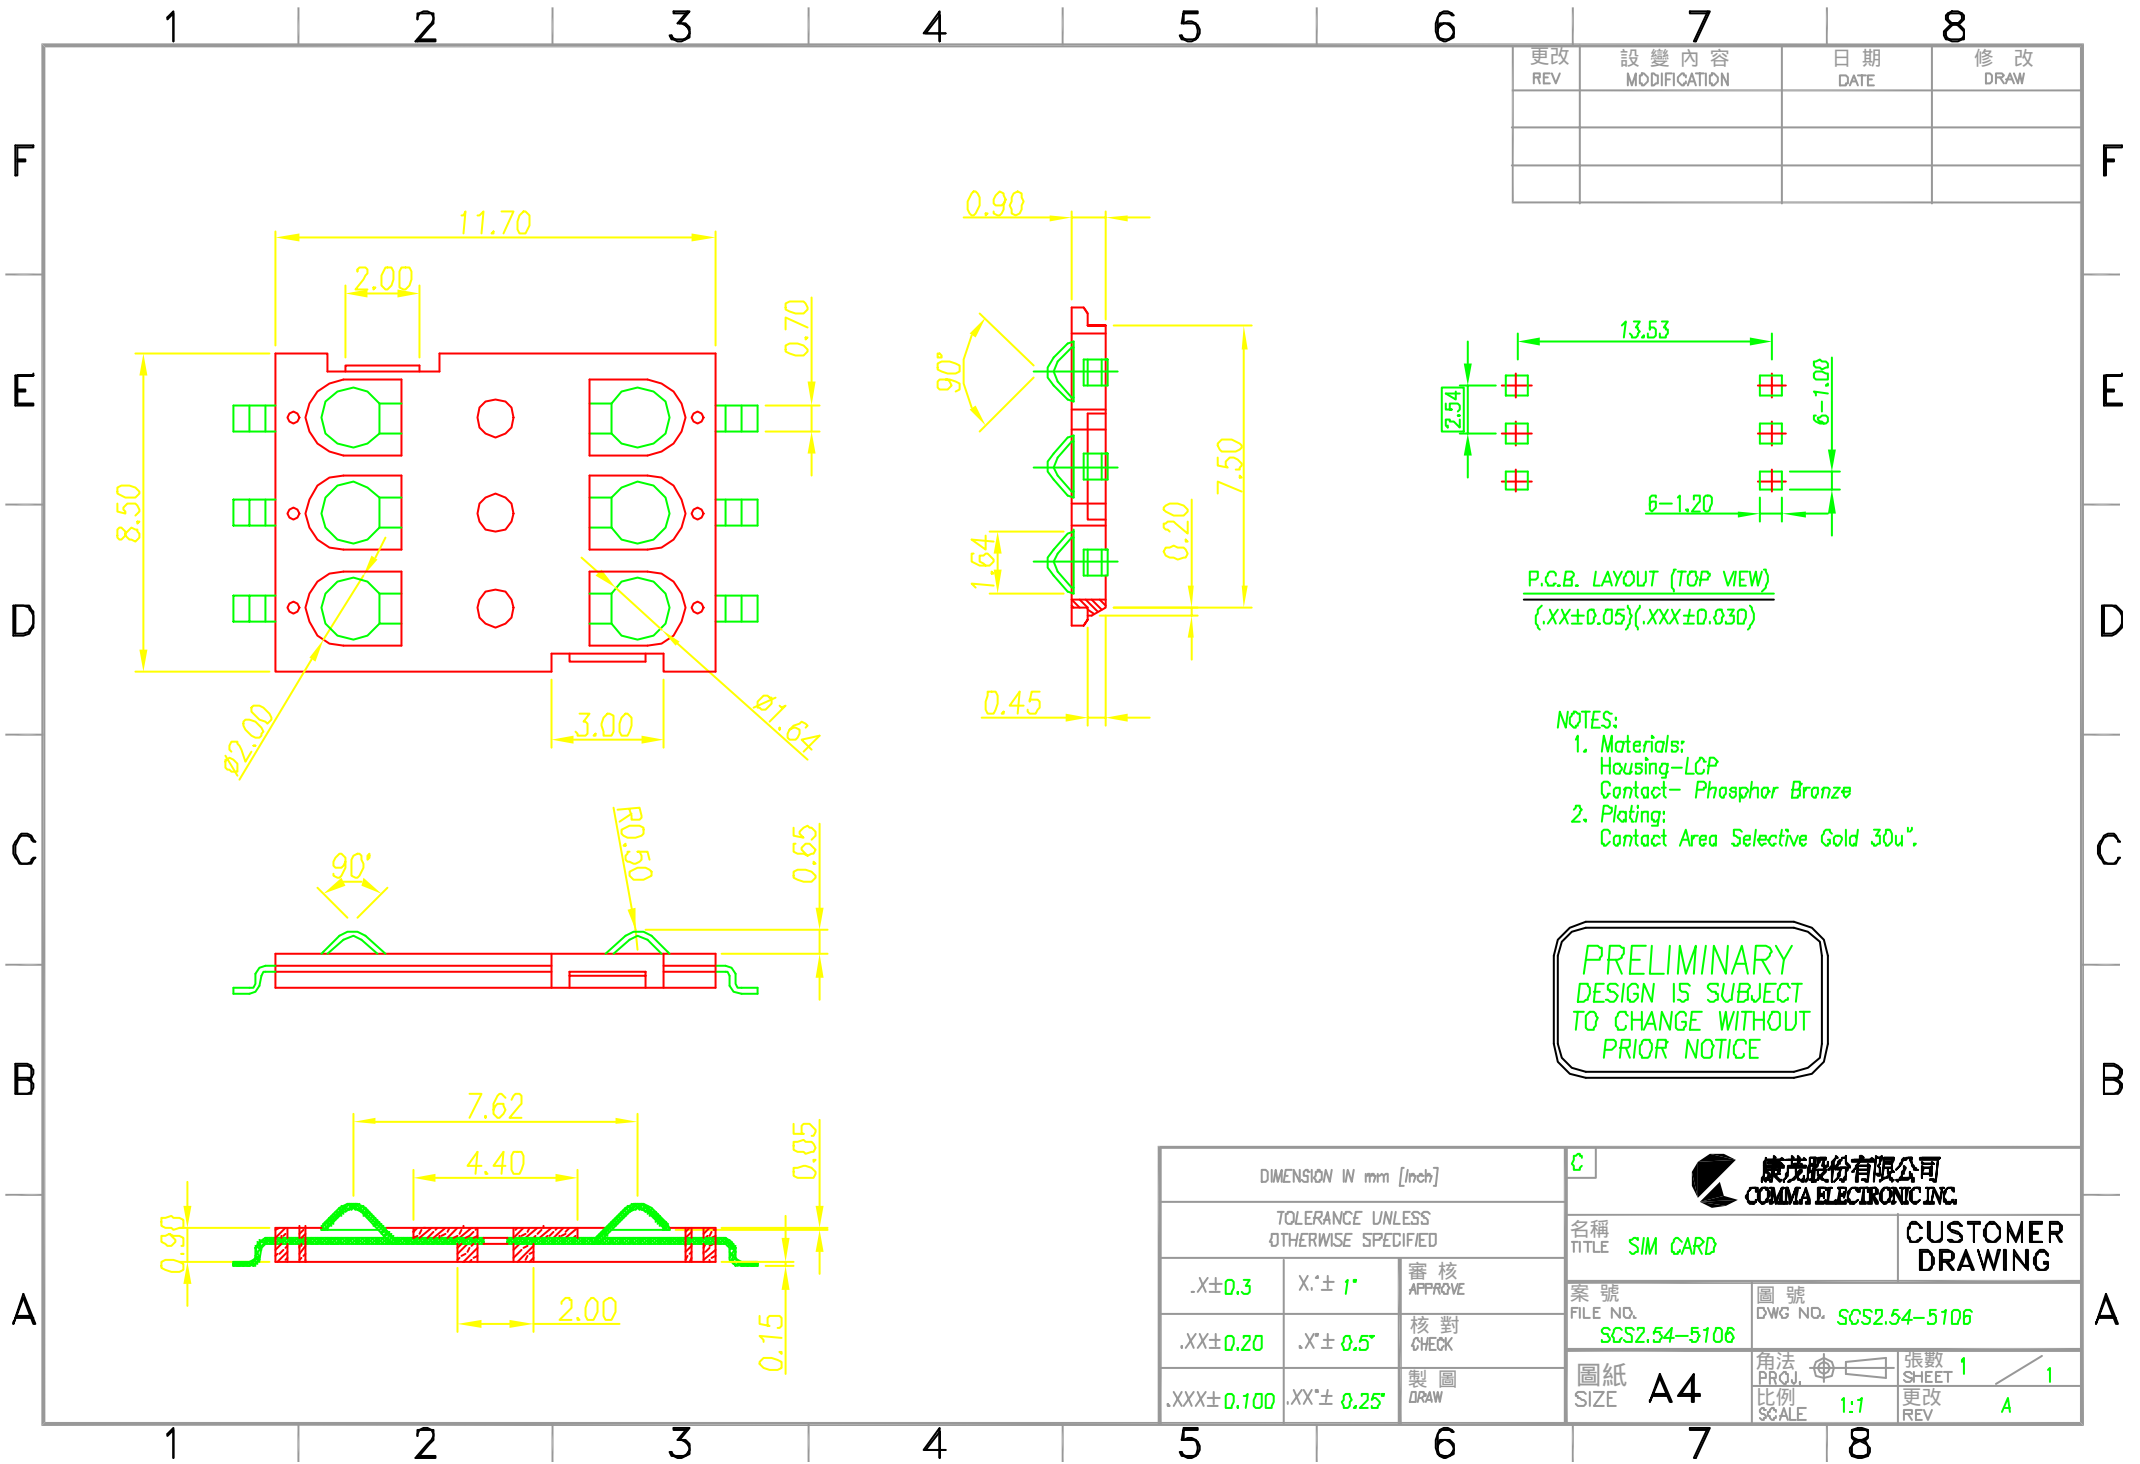 1 2 3 4 5 6 7 8
更改 設變內容 日期 修改
REV MODIFICATION DATE DRAW
F F
E E
D D
C C
B B
A A
11.70
2.00
0.70
8.50
ø2.00
3.00
ø1.64
0.90
90°
7.50
1.64
0.20
0.45
13.53
2.54
6-1.00
6-1.20
P.C.B. LAYOUT (TOP VIEW)
(.XX±0.05)(.XXX±0.030)
NOTES:
1. Materials:
Housing-LCP
Contact- Phosphor Bronze
2. Plating:
Contact Area Selective Gold 30u".
90°
R0.50
0.65
PRELIMINARY
DESIGN IS SUBJECT
TO CHANGE WITHOUT
PRIOR NOTICE
7.62
4.40
0.05
0.90
2.00
0.15
DIMENSION IN mm [Inch]
TOLERANCE UNLESS
OTHERWISE SPECIFIED
.X±0.3 X.°± 1°
.XX±0.20 .X°± 0.5°
.XXX±0.100 .XX°± 0.25°
審核
APPROVE
核對
CHECK
製圖
DRAW
C
康茂股份有限公司
COMMA ELECTRONIC INC.
名稱
TITLE SIM CARD
CUSTOMER
DRAWING
案號
FILE NO.
SCS2.54-5106
圖號
DWG NO. SCS2.54-5106
圖紙
SIZE A4
角法
PROJ.
張數
SHEET 1 / 1
比例
SCALE 1:1
更改
REV A
1 2 3 4 5 6 7 8